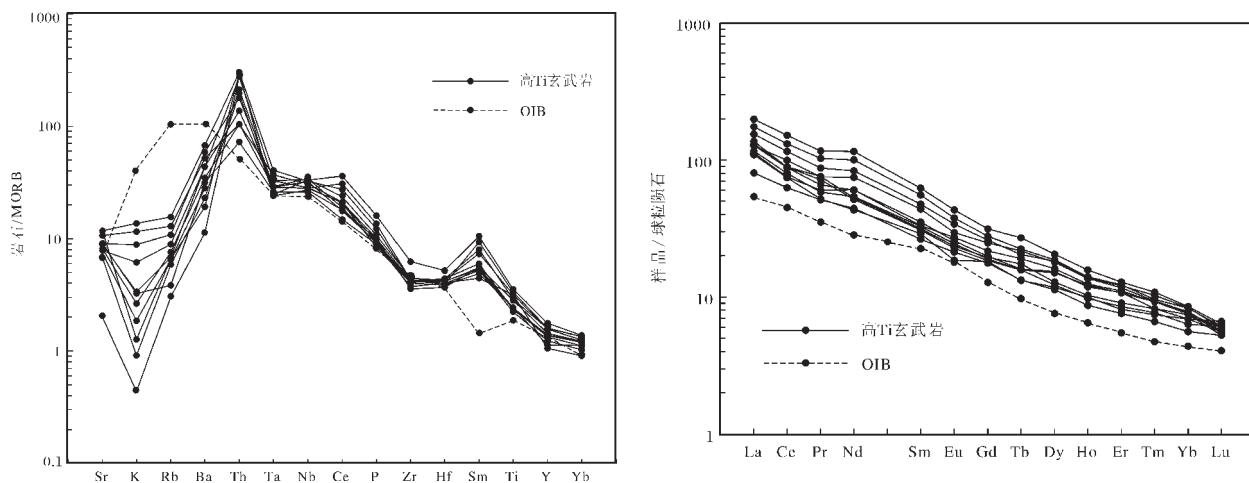 1000
100
10
1
0.1
岩石/MORB
高Ti玄武岩
OIB
Sr K Rb Ba Tb Ta Nb Ce P Zr Hf Sm Ti Y Yb
1000
100
10
1
样品/球粒陨石
高Ti玄武岩
OIB
La Ce Pr Nd Sm Eu Gd Tb Dy Ho Er Tm Yb Lu